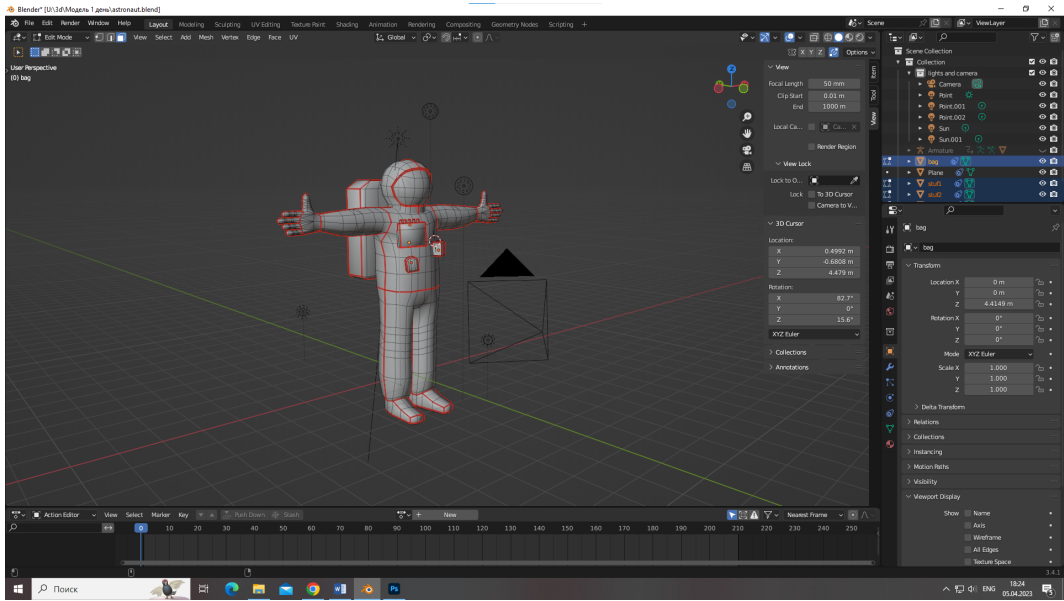 Blender* [U:\3d\Модель 1 день\astronaut.blend]
File Edit Render Window Help Layout Modeling Sculpting UV Editing Texture Paint Shading Animation Rendering Compositing Geometry Nodes Scripting + Scene ViewLayer
Edit Mode View Select Add Mesh Vertex Edge Face UV Global
X Y Z Options
User Perspective
(0) bag
View
Focal Length 50 mm
Clip Start 0.01 m
End 1000 m
Local Ca... Ca...
Render Region
View Lock
Lock to O...
Lock To 3D Cursor
Camera to V...
3D Cursor
Location:
X 0.4992 m
Y -0.6808 m
Z 4.479 m
Rotation:
X 82.7°
Y 0°
Z 15.6°
XYZ Euler
Collections
Annotations
Item
Tool
View
Z
Scene Collection
Collection
lights and camera
Camera
Point
Point.001
Point.002
Sun
Sun.001
Armature
bag
Plane
stuf1
stuf2
bag
bag
Transform
Location X 0 m
Y 0 m
Z 4.4149 m
Rotation X 0°
Y 0°
Z 0°
Mode XYZ Euler
Scale X 1.000
Y 1.000
Z 1.000
Delta Transform
Relations
Collections
Instancing
Motion Paths
Visibility
Viewport Display
Show Name
Axis
Wireframe
All Edges
Texture Space
Action Editor View Select Marker Key Push Down Stash + New Nearest Frame
0 10 20 30 40 50 60 70 80 90 100 110 120 130 140 150 160 170 180 190 200 210 220 230 240 250
3.4.1
Поиск ENG 18:24
05.04.2023